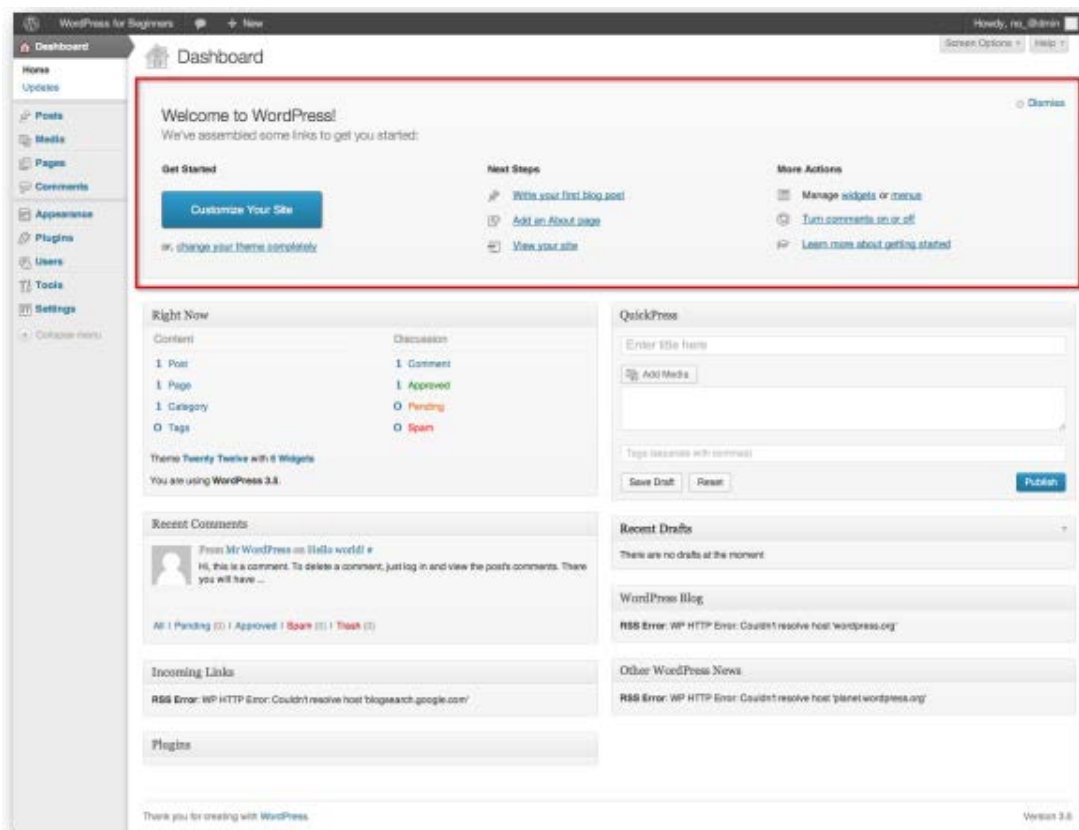 WordPress for Beginners + New Howdy, no_@dmin
Dashboard
Home
Updates
Posts
Media
Pages
Comments
Appearance
Plugins
Users
Tools
Settings
Collapse menu
Screen Options Help
Dashboard
Dismiss
Welcome to WordPress!
We've assembled some links to get you started:
Get Started
Customize Your Site
or, change your theme completely
Next Steps
Write your first blog post
Add an About page
View your site
More Actions
Manage widgets or menus
Turn comments on or off
Learn more about getting started
Right Now
Content Discussion
1 Post 1 Comment
1 Page 1 Approved
1 Category 0 Pending
0 Tags 0 Spam
Theme Twenty Twelve with 6 Widgets
You are using WordPress 3.5.
Recent Comments
From Mr WordPress on Hello world! #
Hi, this is a comment. To delete a comment, just log in and view the post's comments. There
you will have ...
All | Pending (0) | Approved | Spam (0) | Trash (0)
Incoming Links
RSS Error: WP HTTP Error: Couldn't resolve host 'blogsearch.google.com'
Plugins
QuickPress
Enter title here
Add Media
Tags (separate with commas)
Save Draft Reset Publish
Recent Drafts
There are no drafts at the moment
WordPress Blog
RSS Error: WP HTTP Error: Couldn't resolve host 'wordpress.org'
Other WordPress News
RSS Error: WP HTTP Error: Couldn't resolve host 'planet.wordpress.org'
Thank you for creating with WordPress. Version 3.5